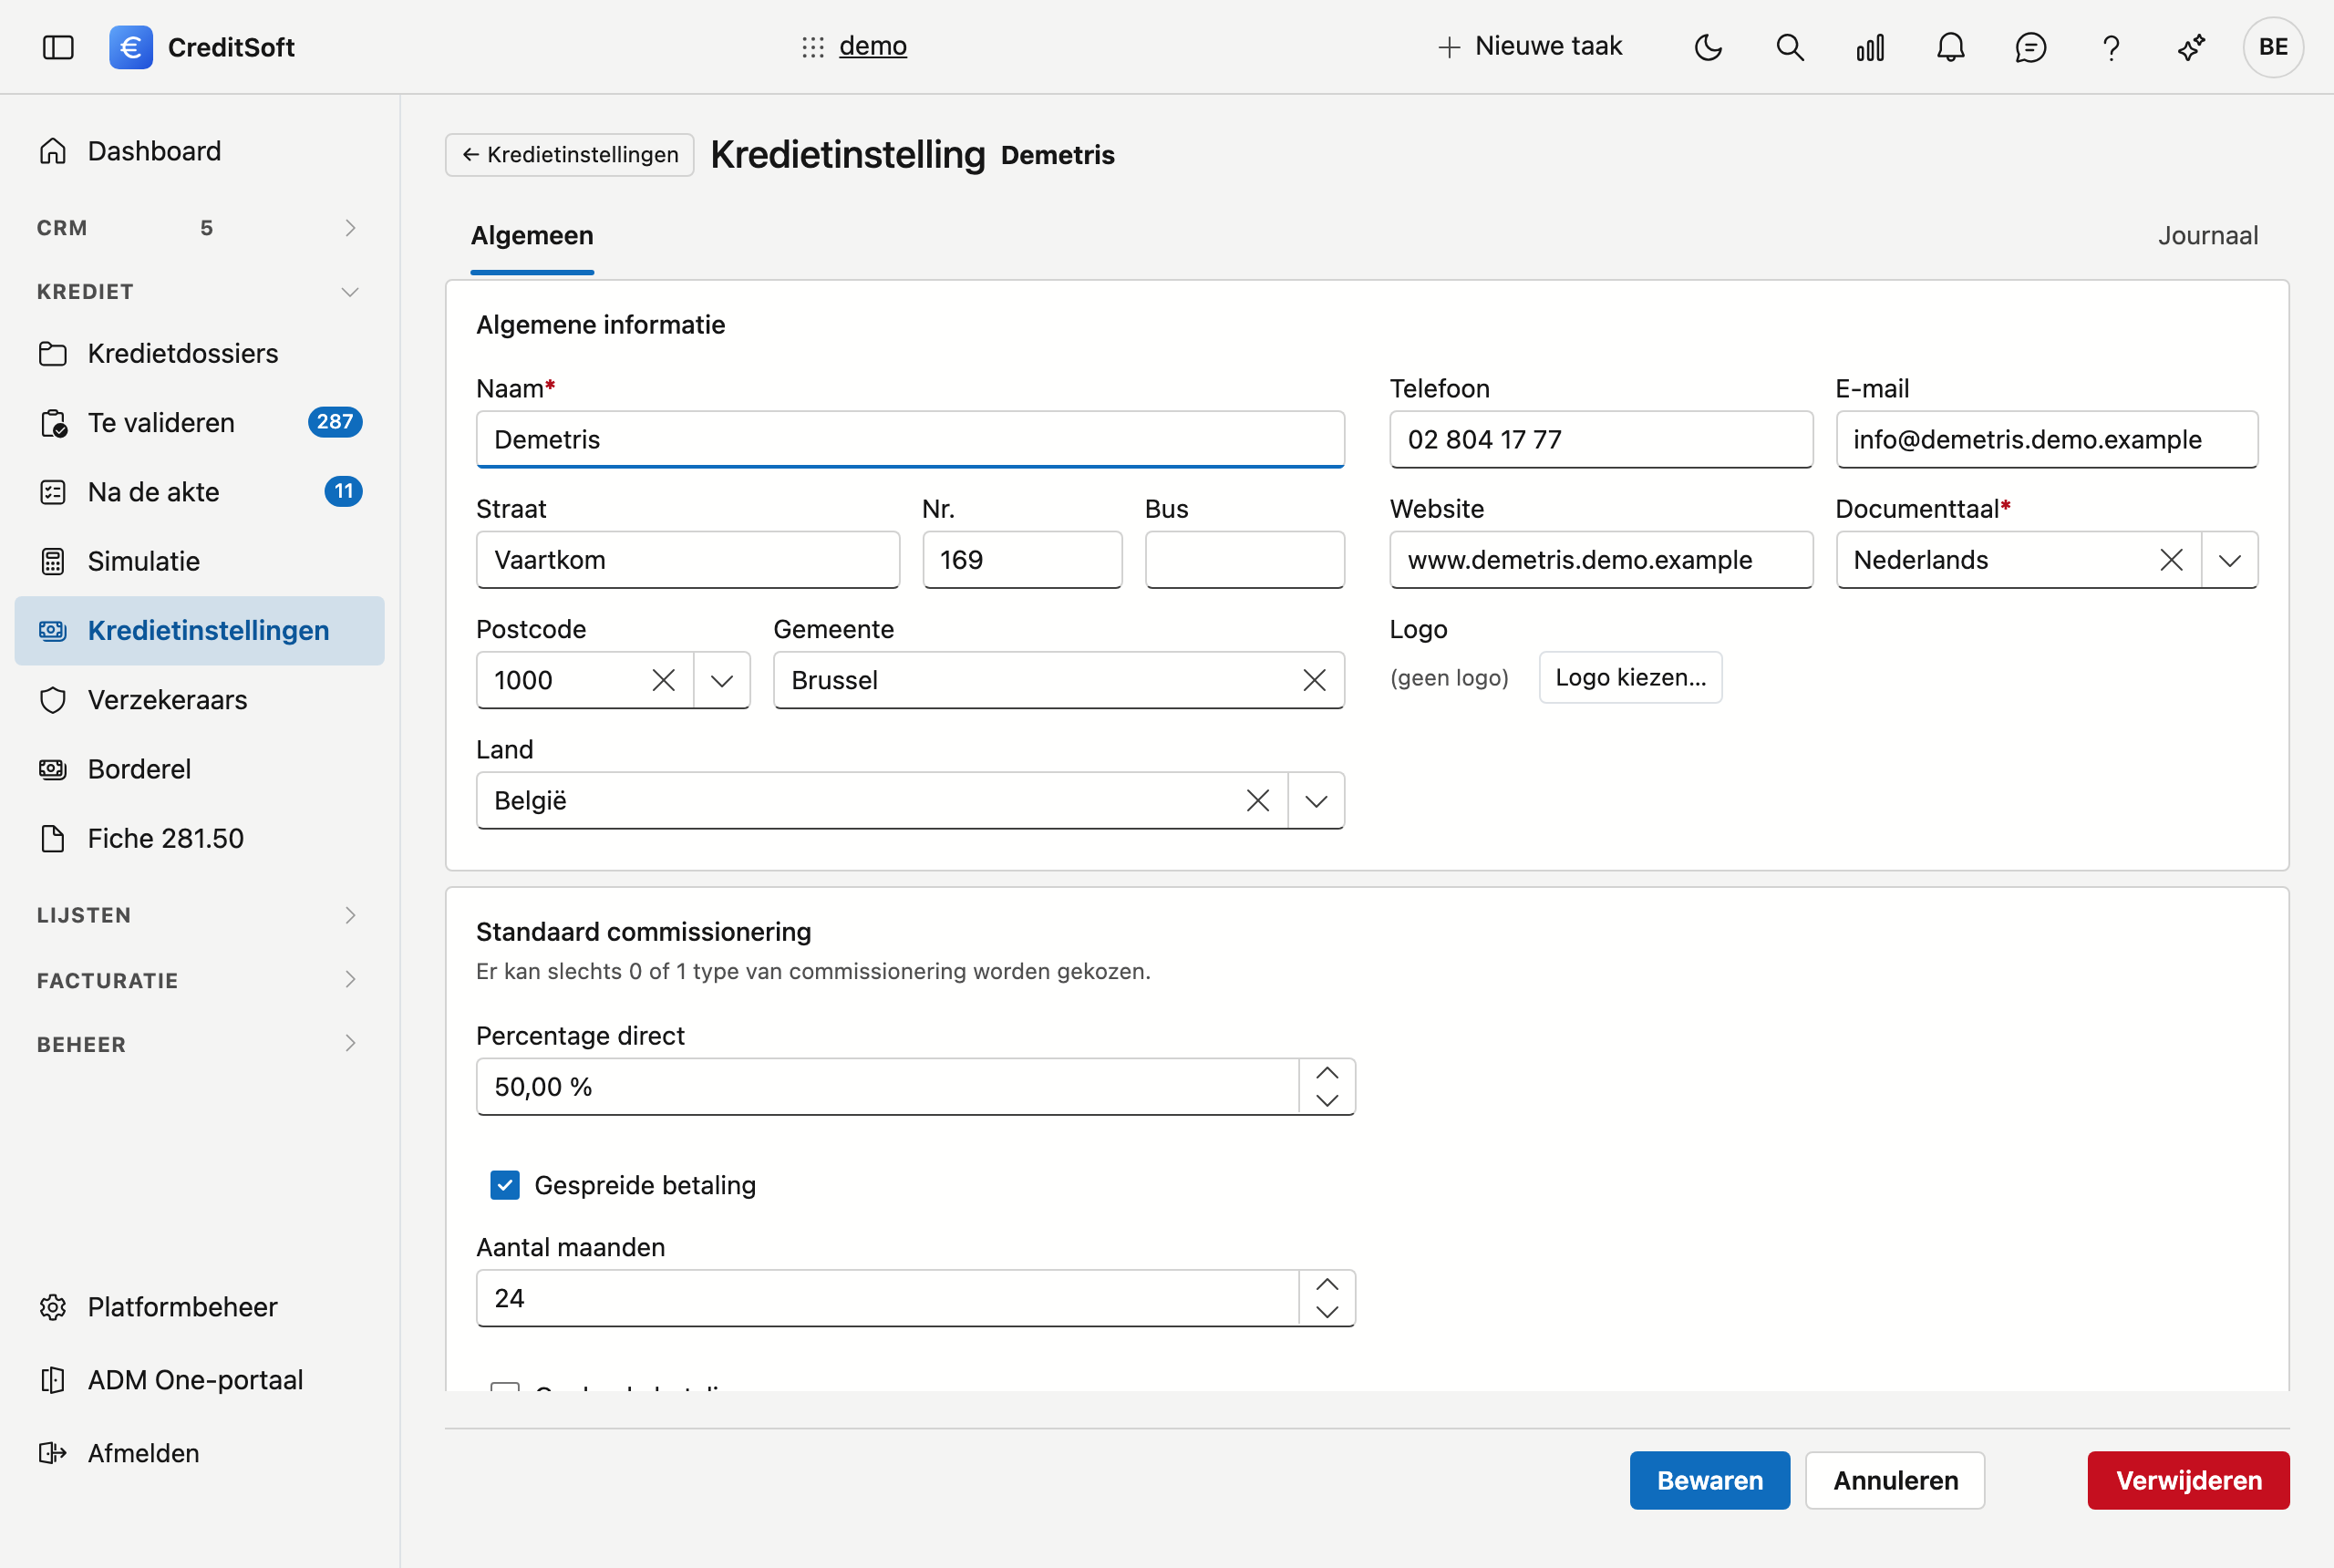 CreditSoft
demo
Nieuwe taak
BE
Dashboard
CRM 5
KREDIET
Kredietdossiers
Te valideren 287
Na de akte 11
Simulatie
Kredietinstellingen
Verzekeraars
Borderel
Fiche 281.50
LIJSTEN
FACTURATIE
BEHEER
Platformbeheer
ADM One-portaal
Afmelden
← Kredietinstellingen Kredietinstelling Demetris
Algemeen Journaal
Algemene informatie
Naam* Telefoon E-mail
Demetris 02 804 17 77 info@demetris.demo.example
Straat Nr. Bus Website Documenttaal*
Vaartkom 169 www.demetris.demo.example Nederlands
Postcode Gemeente Logo
1000 Brussel (geen logo) Logo kiezen...
Land
België
Standaard commissionering
Er kan slechts 0 of 1 type van commissionering worden gekozen.
Percentage direct
50,00 %
Gespreide betaling
Aantal maanden
24
Bewaren Annuleren Verwijderen